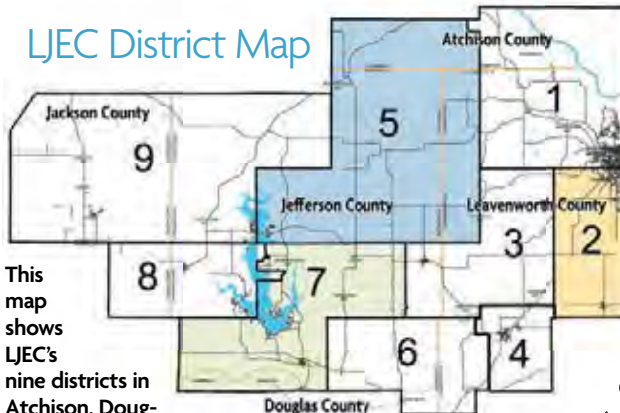 LJEC District Map
Atchison County
1
Jackson County
5
9
Jefferson County
Leavenworth County
2
3
This
map
shows
LJEC's
nine districts in
Atchison, Doug-
8
7
6
4
Douglas County